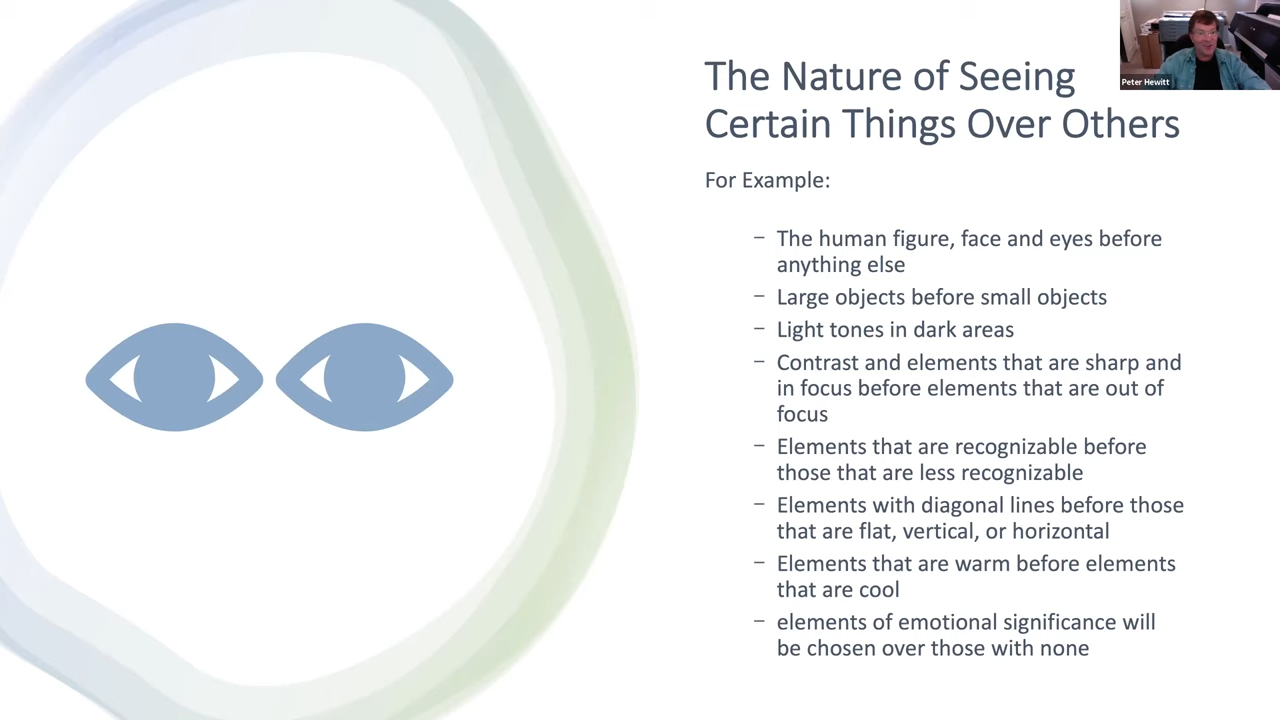 The Nature of Seeing
Certain Things Over Others
Peter Hewitt
For Example:
– The human figure, face and eyes before
anything else
– Large objects before small objects
– Light tones in dark areas
– Contrast and elements that are sharp and
in focus before elements that are out of
focus
– Elements that are recognizable before
those that are less recognizable
– Elements with diagonal lines before those
that are flat, vertical, or horizontal
– Elements that are warm before elements
that are cool
– elements of emotional significance will
be chosen over those with none